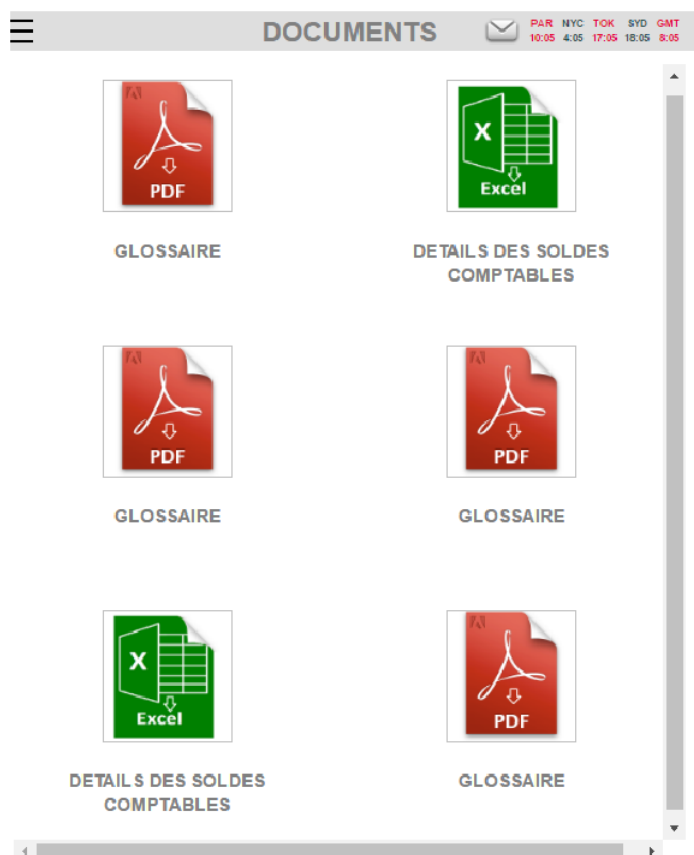 DOCUMENTS
PAR NYC TOK SYD GMT
10:05 4:05 17:05 18:05 8:05
PDF
X
Excel
GLOSSAIRE
DETAILS DES SOLDES
COMPTABLES
PDF
PDF
GLOSSAIRE
GLOSSAIRE
X
Excel
PDF
DETAILS DES SOLDES
COMPTABLES
GLOSSAIRE